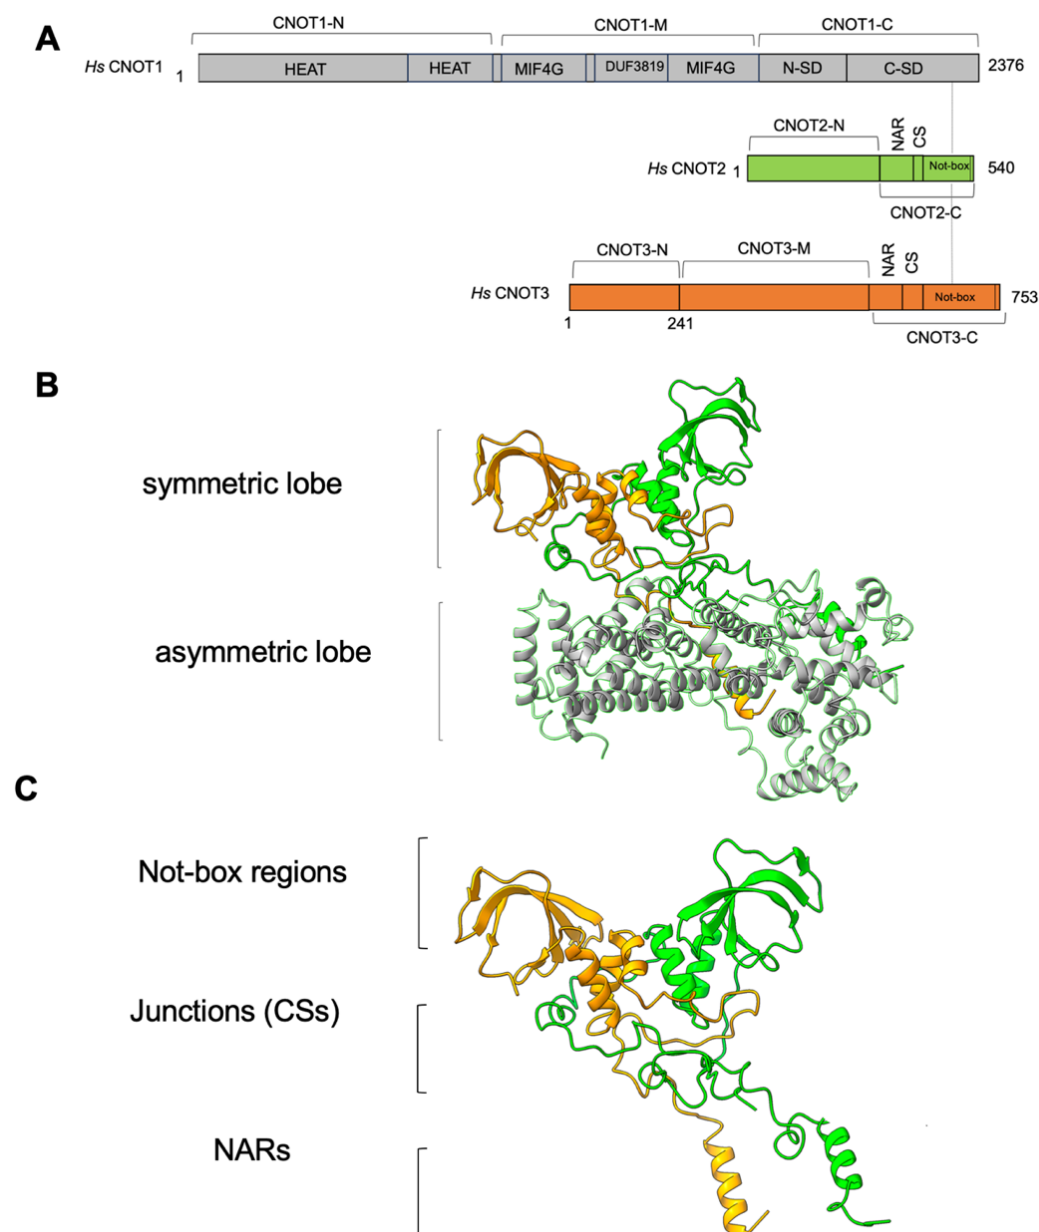 A
CNOT1-N CNOT1-M CNOT1-C
Hs CNOT1 1 HEAT HEAT MIF4G DUF3819 MIF4G N-SD C-SD 2376
CNOT2-N NAR CS
Hs CNOT2 1 Not-box 540
CNOT2-C
CNOT3-N CNOT3-M NAR CS
Hs CNOT3 Not-box 753
1 241
CNOT3-C
B
symmetric lobe
asymmetric lobe
C
Not-box regions
Junctions (CSs)
NARs